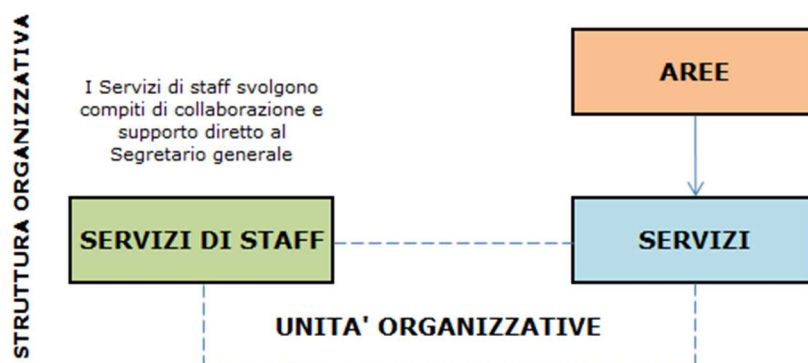 STRUTTURA ORGANIZZATIVA
I Servizi di staff svolgono
compiti di collaborazione e
supporto diretto al
Segretario generale
AREE
SERVIZI DI STAFF
SERVIZI
UNITA' ORGANIZZATIVE